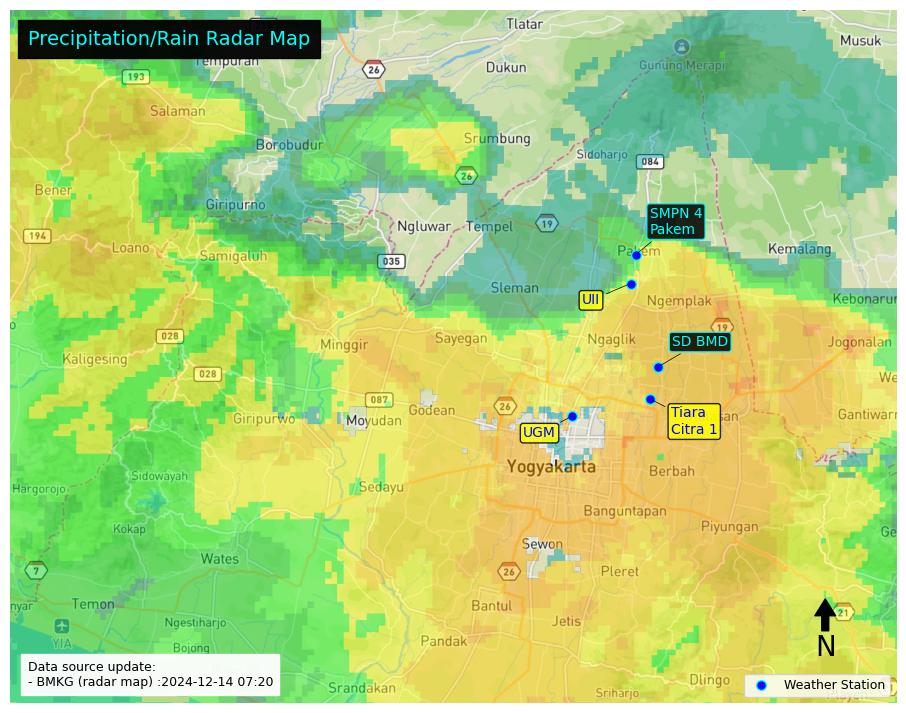 Precipitation/Rain Radar Map
Tlatar
Musuk
Tempuran
26
Dukun
Gunung Merapi
193
Salaman
Borobudur
Srumbung
Sidoharjo
084
26
Bener
Giripurno
SMPN 4
Pakem
194
Ngluwar
Tempel
19
Loano
Samigaluh
035
Pakem
Kemalang
Sleman
UII
Ngemplak
Kebonarum
028
Minggir
Sayegan
Ngaglik
19
SD BMD
Jogonalan
Kaligesing
028
087
Giripurwo
Moyudan
Godean
26
UGM
Tiara
Citra 1
Gantiwarn
Yogyakarta
Berbah
Sidowayah
Hargorojo
Sedayu
Kokap
Banguntapan
Piyungan
Sewon
Wates
7
26
Pleret
Temon
Bantul
Ngestiharjo
Jetis
21
YIA
Bojong
Pandak
N
Data source update:
- BMKG (radar map) :2024-12-14 07:20
Srandakan
Sriharjo
Dlingo
Weather Station